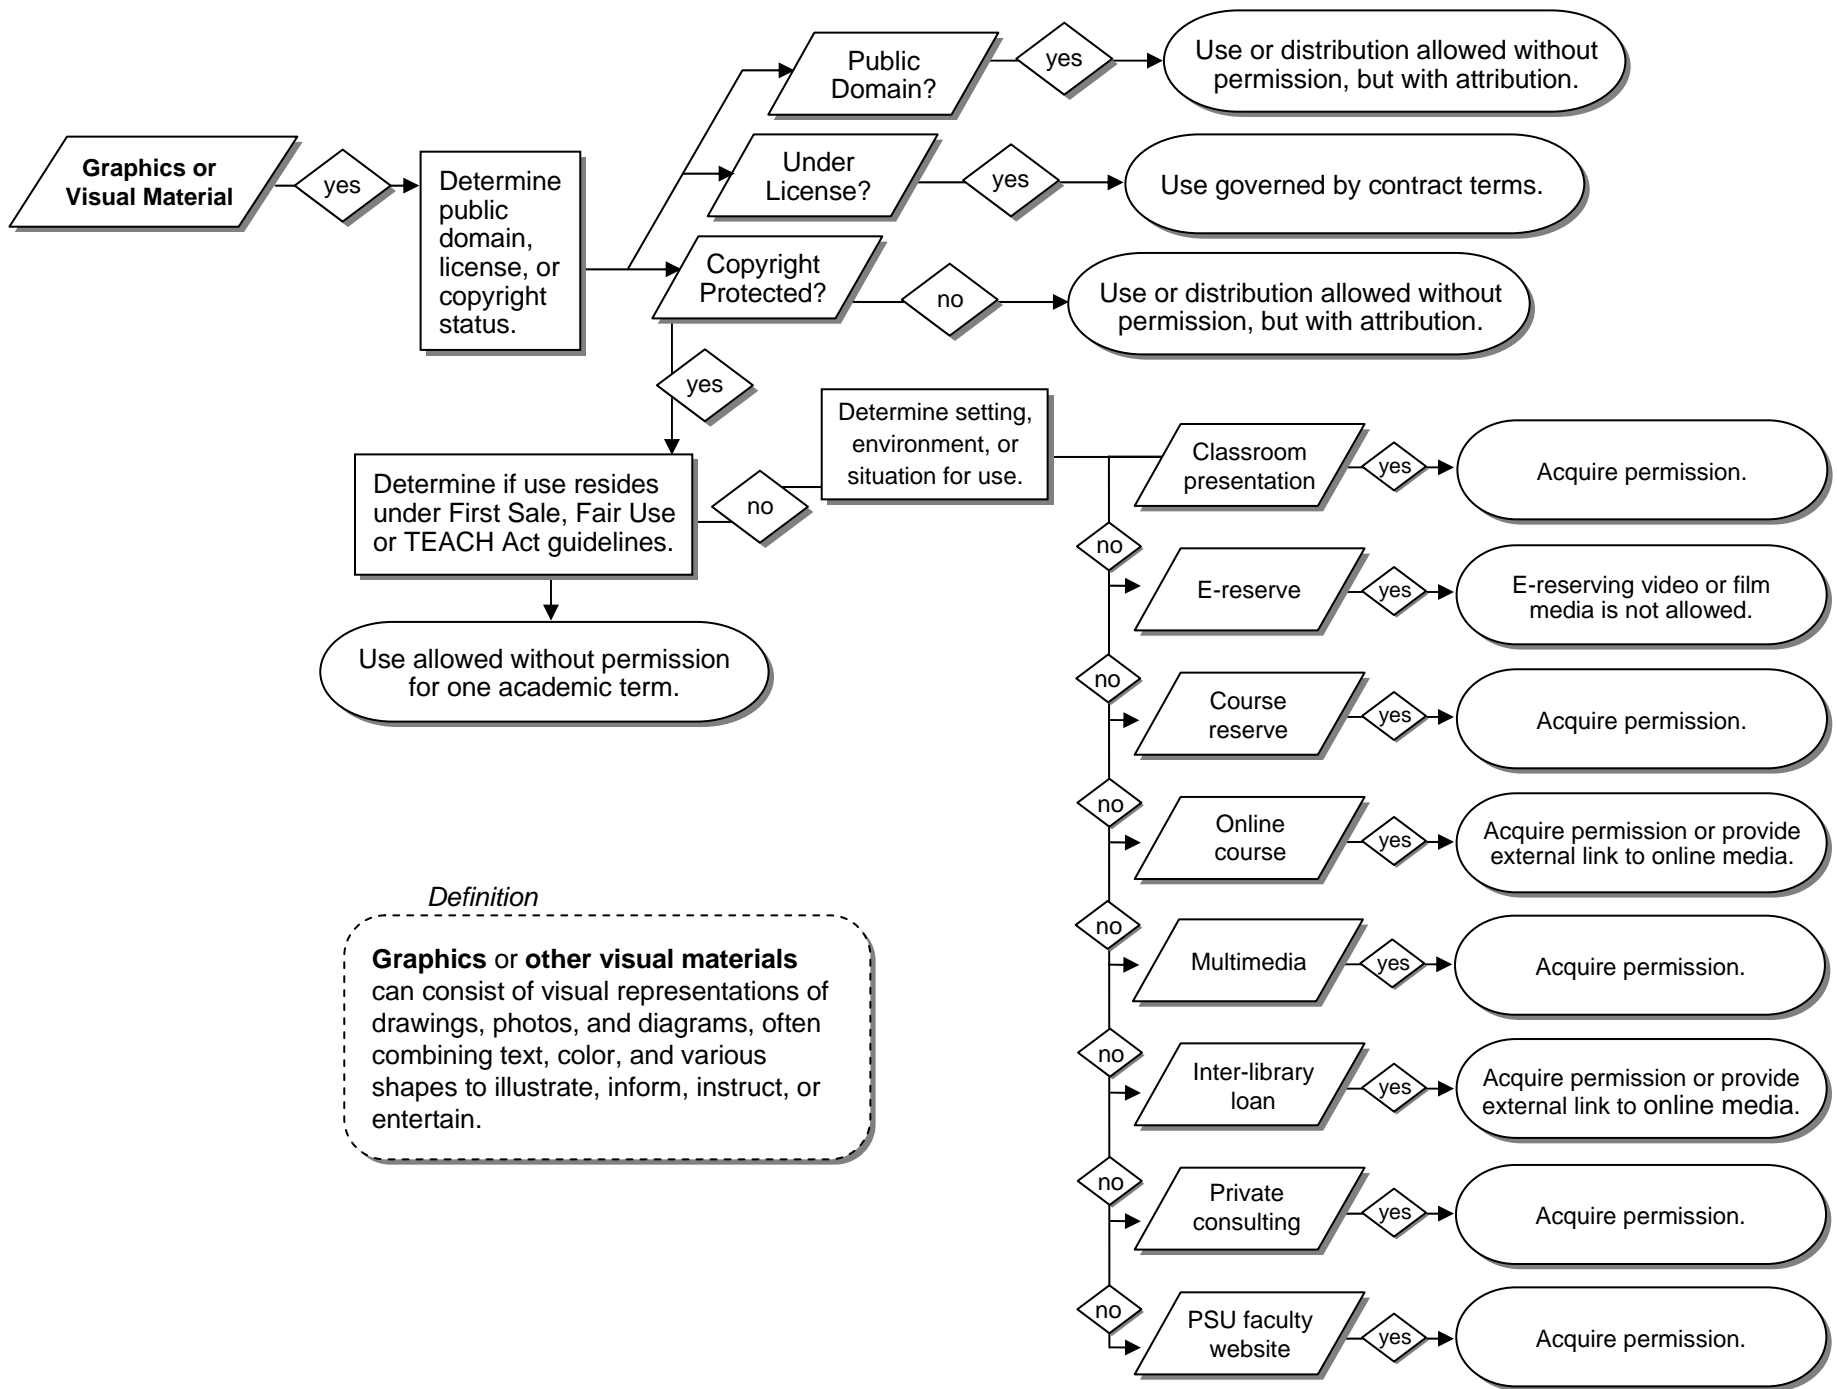 Graphics or
Visual Material
yes
Determine
public
domain,
license, or
copyright
status.
Public
Domain?
yes
Use or distribution allowed without
permission, but with attribution.
Under
License?
yes
Use governed by contract terms.
Copyright
Protected?
no
Use or distribution allowed without
permission, but with attribution.
yes
Determine if use resides
under First Sale, Fair Use
or TEACH Act guidelines.
Use allowed without permission
for one academic term.
no
Determine setting,
environment, or
situation for use.
Classroom
presentation
yes
Acquire permission.
no
E-reserve
yes
E-reserving video or film
media is not allowed.
no
Course
reserve
yes
Acquire permission.
no
Online
course
yes
Acquire permission or provide
external link to online media.
no
Multimedia
yes
Acquire permission.
no
Inter-library
loan
yes
Acquire permission or provide
external link to online media.
no
Private
consulting
yes
Acquire permission.
no
PSU faculty
website
yes
Acquire permission.
Definition
Graphics or other visual materials
can consist of visual representations of
drawings, photos, and diagrams, often
combining text, color, and various
shapes to illustrate, inform, instruct, or
entertain.